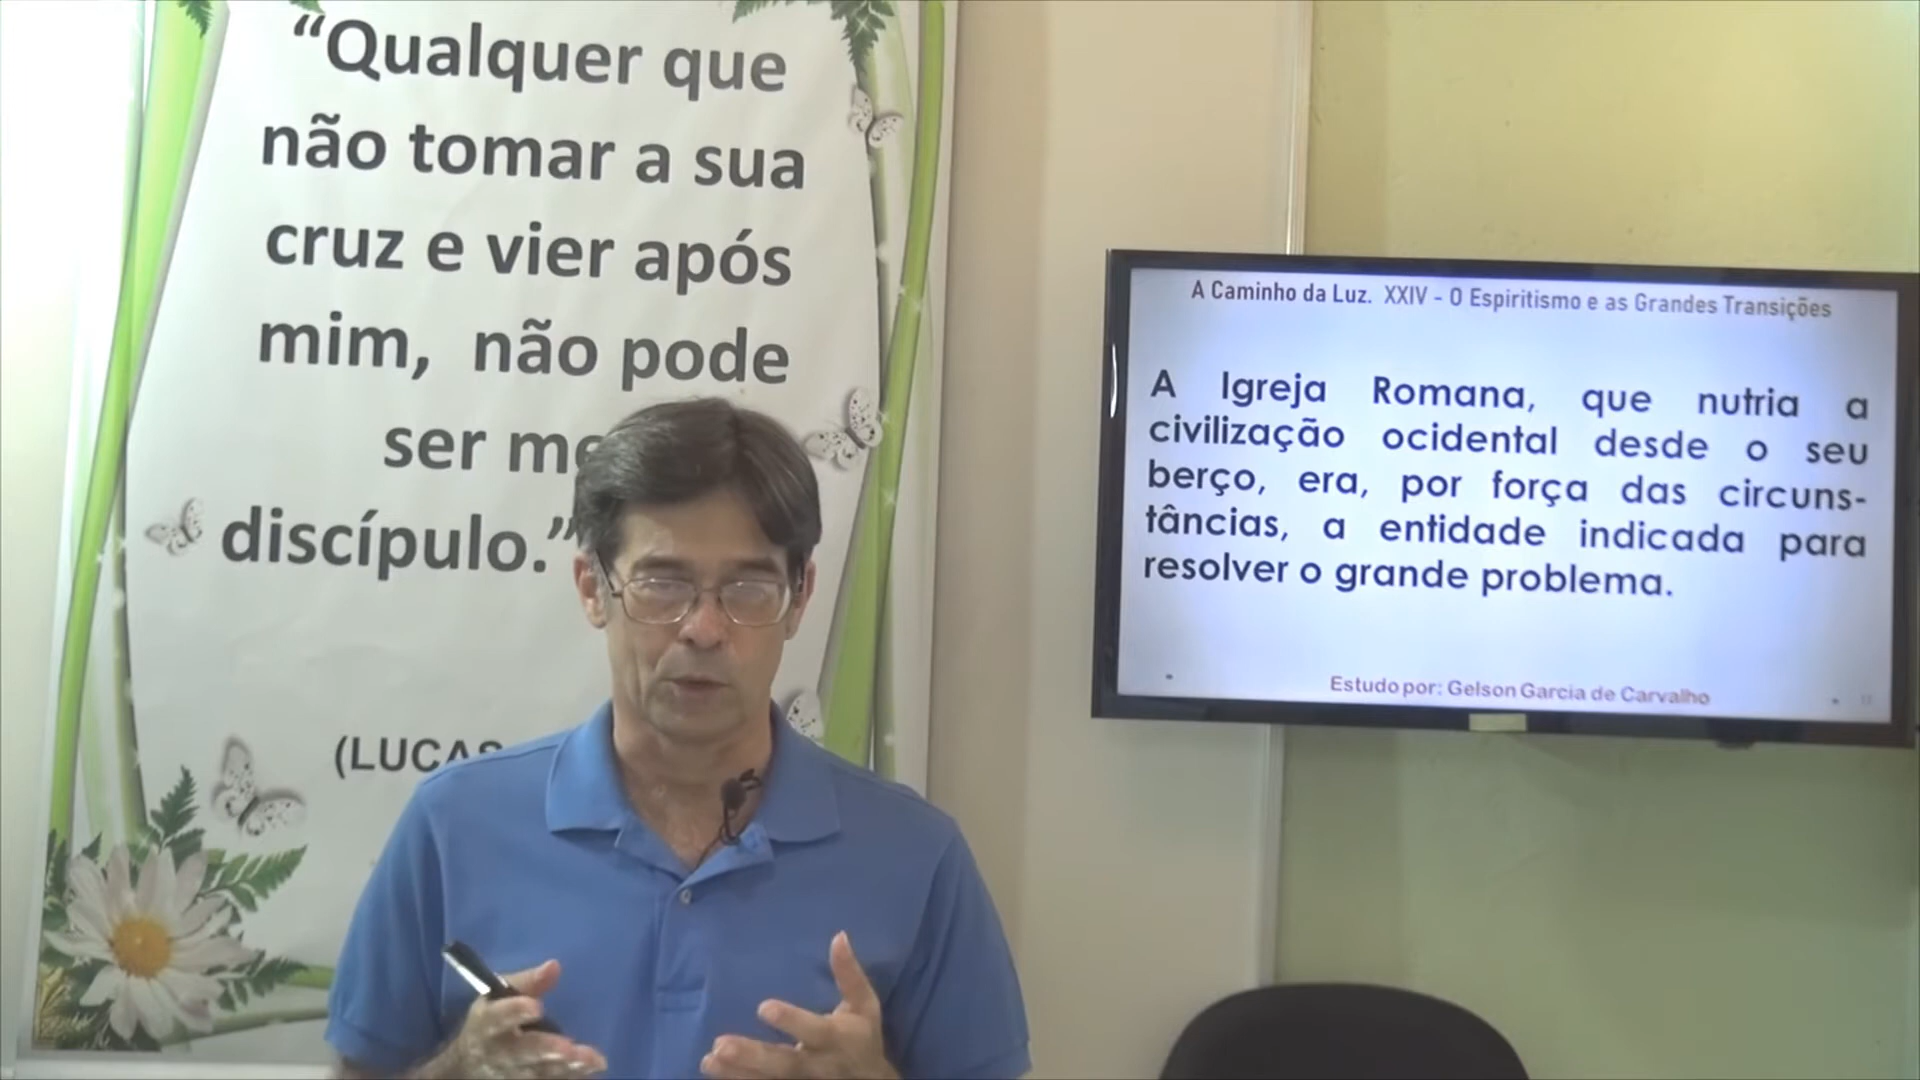 “Qualquer que
não tomar a sua
cruz e vier após
mim, não pode
ser
discípulo.”
A Caminho da Luz. XXIV - O Espiritismo e as Grandes Transições
A Igreja Romana, que nutria a
civilização ocidental desde o seu
berço, era, por força das circuns-
tâncias, a entidade indicada para
resolver o grande problema.
Estudo por: Gelson Garcia de Carvalho